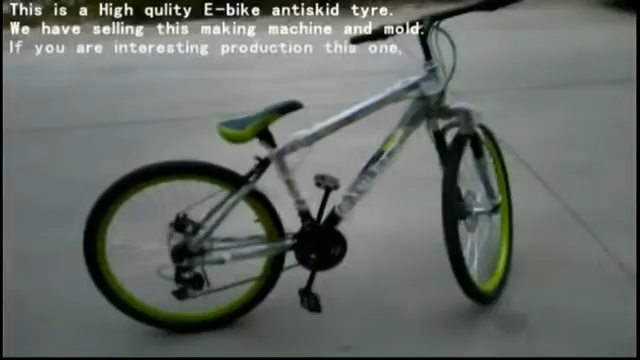 This is a High qulity E-bike antiskid tyre.
We have selling this making machine and mold.
If you are interesting production this one,